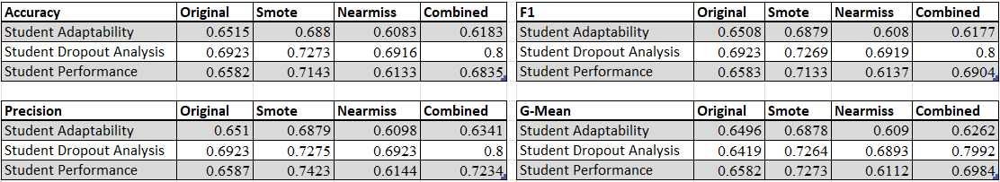 Accuracy Original Smote Nearmiss Combined
Student Adaptability 0.6515 0.688 0.6083 0.6183
Student Dropout Analysis 0.6923 0.7273 0.6916 0.8
Student Performance 0.6582 0.7143 0.6133 0.6835
F1 Original Smote Nearmiss Combined
Student Adaptability 0.6508 0.6879 0.608 0.6177
Student Dropout Analysis 0.6923 0.7269 0.6919 0.8
Student Performance 0.6583 0.7133 0.6137 0.6904
Precision Original Smote Nearmiss Combined
Student Adaptability 0.651 0.6879 0.6098 0.6341
Student Dropout Analysis 0.6923 0.7275 0.6923 0.8
Student Performance 0.6587 0.7423 0.6144 0.7234
G-Mean Original Smote Nearmiss Combined
Student Adaptability 0.6496 0.6878 0.609 0.6262
Student Dropout Analysis 0.6419 0.7264 0.6893 0.7992
Student Performance 0.6582 0.7273 0.6112 0.6984